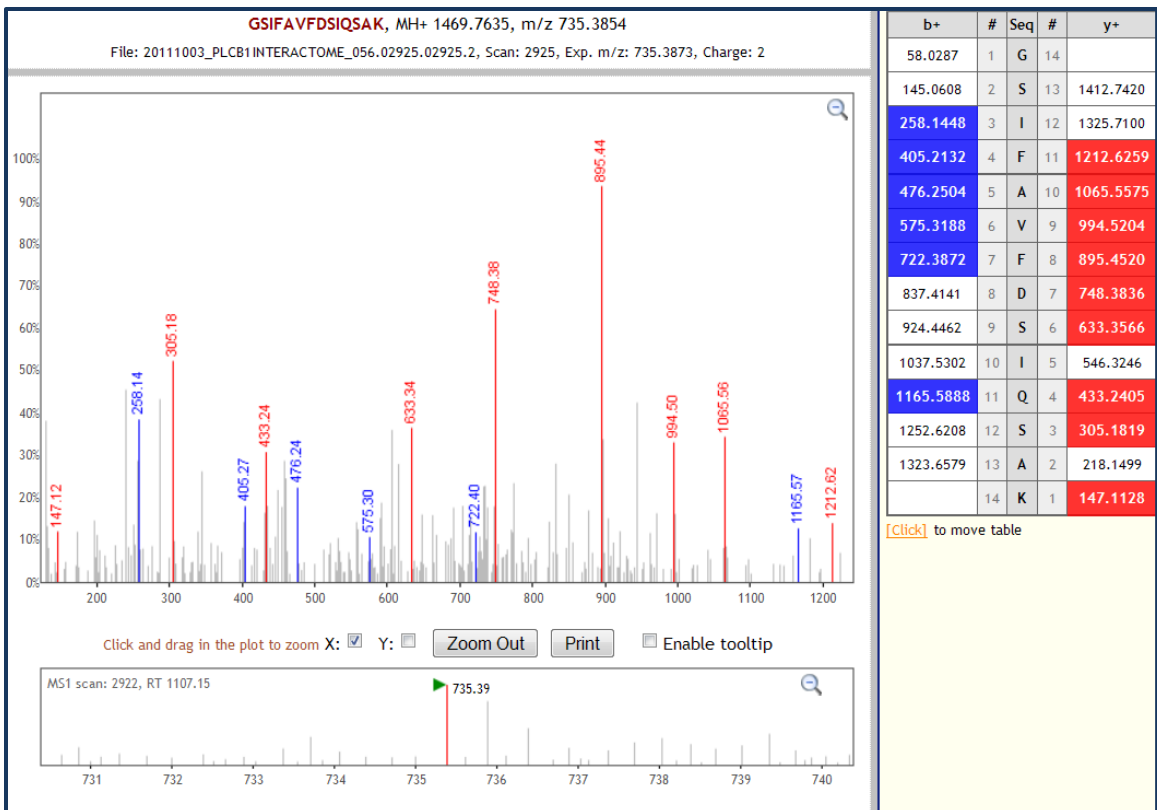 GSIFAVFDSIQSAK, MH+ 1469.7635, m/z 735.3854
File: 20111003_PLCB1INTERACTOME_056.02925.02925.2, Scan: 2925, Exp. m/z: 735.3873, Charge: 2
100%
90%
80%
70%
60%
50%
40%
30%
20%
10%
0%
147.12
258.14
305.18
405.27
433.24
476.24
575.30
633.34
722.40
748.38
895.44
994.50
1065.56
1165.57
1212.62
200 300 400 500 600 700 800 900 1000 1100 1200
Click and drag in the plot to zoom X: Y: Zoom Out Print Enable tooltip
MS1 scan: 2922, RT 1107.15
735.39
731 732 733 734 735 736 737 738 739 740
b+ # Seq # y+
58.0287 1 G 14
145.0608 2 S 13 1412.7420
258.1448 3 I 12 1325.7100
405.2132 4 F 11 1212.6259
476.2504 5 A 10 1065.5575
575.3188 6 V 9 994.5204
722.3872 7 F 8 895.4520
837.4141 8 D 7 748.3836
924.4462 9 S 6 633.3566
1037.5302 10 I 5 546.3246
1165.5888 11 Q 4 433.2405
1252.6208 12 S 3 305.1819
1323.6579 13 A 2 218.1499
14 K 1 147.1128
[Click] to move table